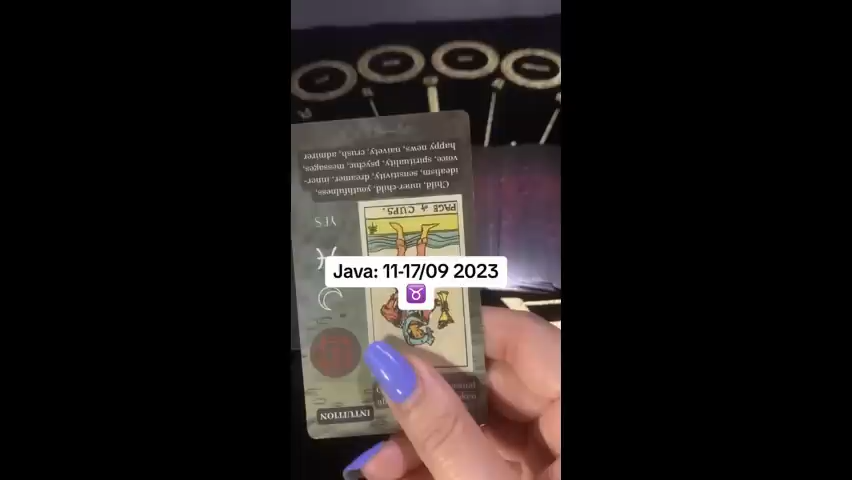 Child, inner-child, youthfulness,
idealism, sensitivity, dreamer, inner-
voice, spirituality, psychic, messages,
happy news, naivety, crush, admirer
YES
PAGE of CUPS.
Java: 11-17/09 2023
♉
INTUITION